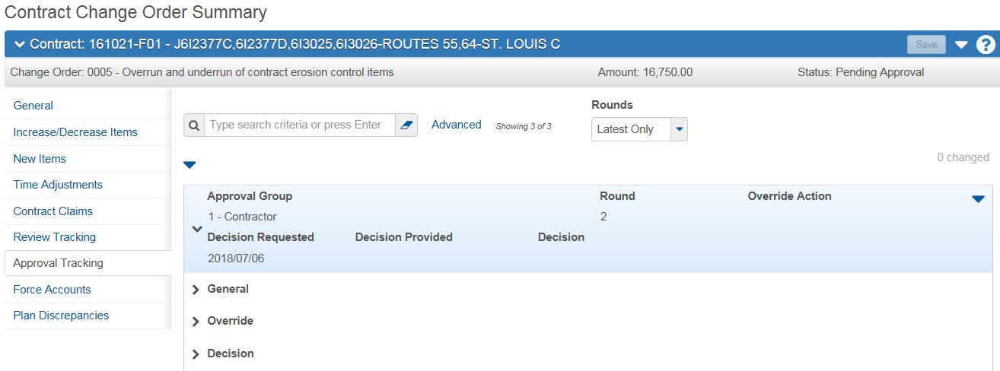 Contract Change Order Summary
Contract: 161021-F01 - J6I2377C,6I2377D,6I3025,6I3026-ROUTES 55,64-ST. LOUIS C
Save
?
Change Order: 0005 - Overrun and underrun of contract erosion control items
Amount: 16,750.00
Status: Pending Approval
General
Increase/Decrease Items
New Items
Time Adjustments
Contract Claims
Review Tracking
Approval Tracking
Force Accounts
Plan Discrepancies
Type search criteria or press Enter
Advanced
Showing 3 of 3
Rounds
Latest Only
0 changed
Approval Group
Round
Override Action
1 - Contractor
2
Decision Requested
Decision Provided
Decision
2018/07/06
General
Override
Decision